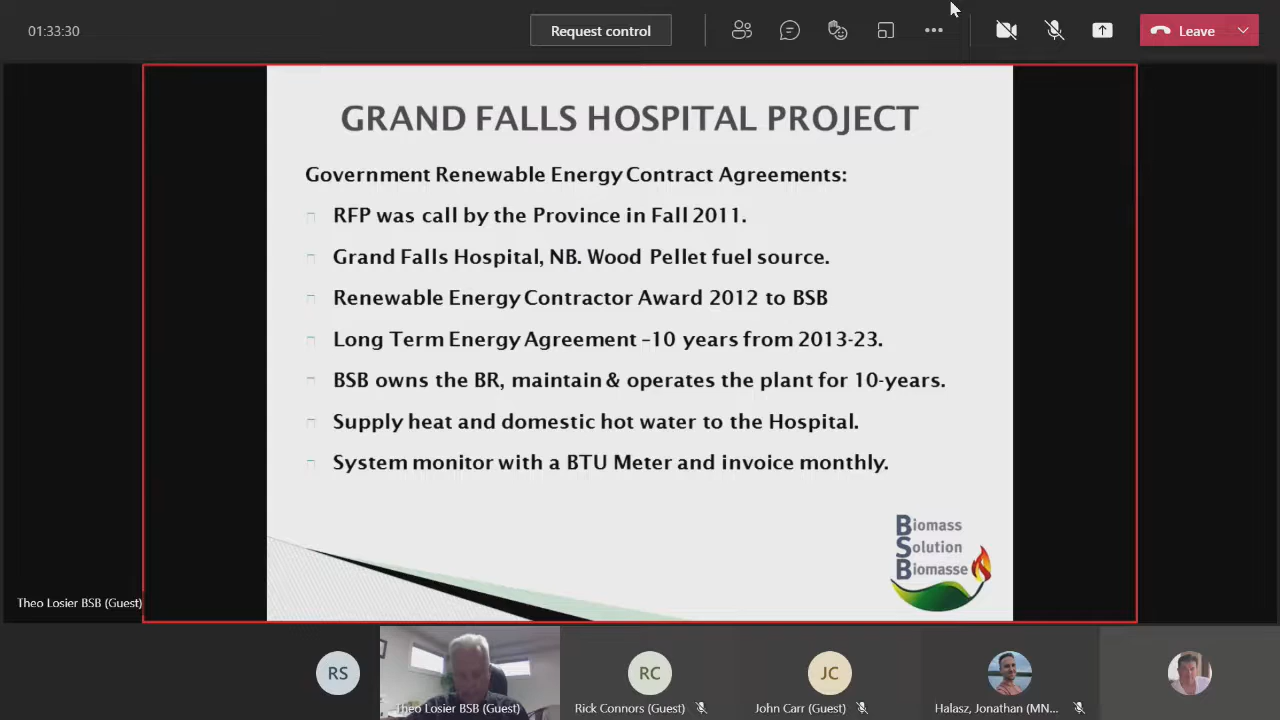 01:33:30
Request control
Leave
GRAND FALLS HOSPITAL PROJECT
Government Renewable Energy Contract Agreements:
RFP was call by the Province in Fall 2011.
Grand Falls Hospital, NB. Wood Pellet fuel source.
Renewable Energy Contractor Award 2012 to BSB
Long Term Energy Agreement –10 years from 2013-23.
BSB owns the BR, maintain & operates the plant for 10-years.
Supply heat and domestic hot water to the Hospital.
System monitor with a BTU Meter and invoice monthly.
Biomass
Solution
Biomasse
Theo Losier BSB (Guest)
RS
RC
JC
Theo Losier BSB (Guest)
Rick Connors (Guest)
John Carr (Guest)
Halasz, Jonathan (MN...